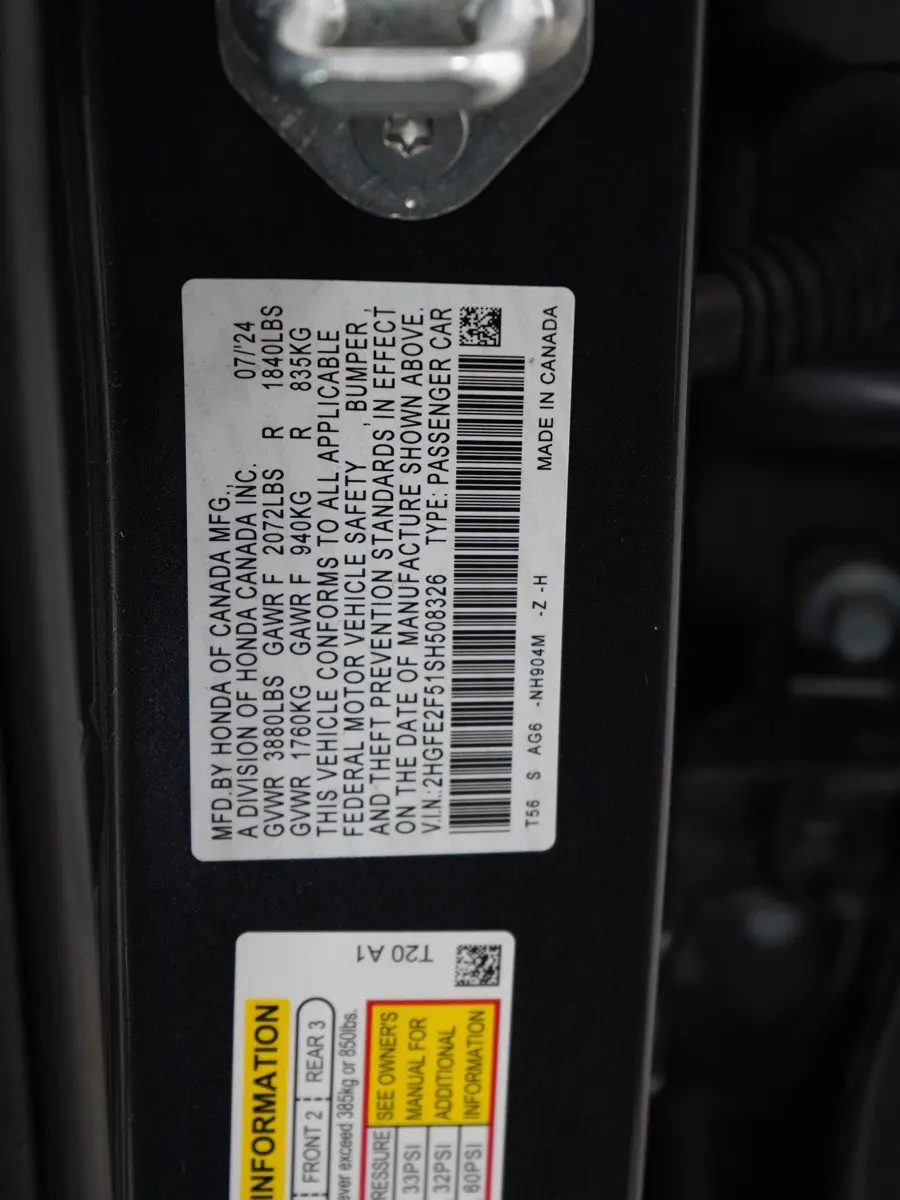 MFD.BY HONDA OF CANADA MFG.,
A DIVISION OF HONDA CANADA INC. 07/'24
GVWR 3880LBS GAWR F 2072LBS R 1840LBS
GVWR 1760KG GAWR F 940KG R 835KG
THIS VEHICLE CONFORMS TO ALL APPLICABLE
FEDERAL MOTOR VEHICLE SAFETY , BUMPER ,
AND THEFT PREVENTION STANDARDS IN EFFECT
ON THE DATE OF MANUFACTURE SHOWN ABOVE.
V.I.N.:2HGFE2F51SH508326 TYPE: PASSENGER CAR
T56 S AG6 -NH904M -Z -H MADE IN CANADA
T20 A1
INFORMATION
FRONT 2 REAR 3
exceed 385kg or 850lbs.
SEE OWNER'S
33PSI MANUAL FOR
32PSI ADDITIONAL
60PSI INFORMATION